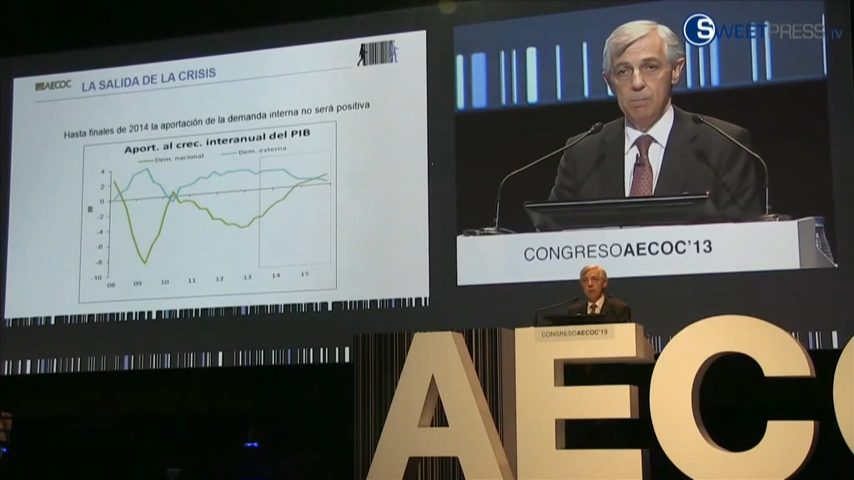 AECOC
LA SALIDA DE LA CRISIS
Hasta finales de 2014 la aportación de la demanda interna no será positiva
Aport. al crec. interanual del PIB
Dem. nacional
Dem. externa
4
2
0
-2
-4
-6
-8
-10
08 09 10 11 12 13 14 15
SWEETPRESS.TV
CONGRESOAECOC'13
CONGRESOAECOC'13
AECO